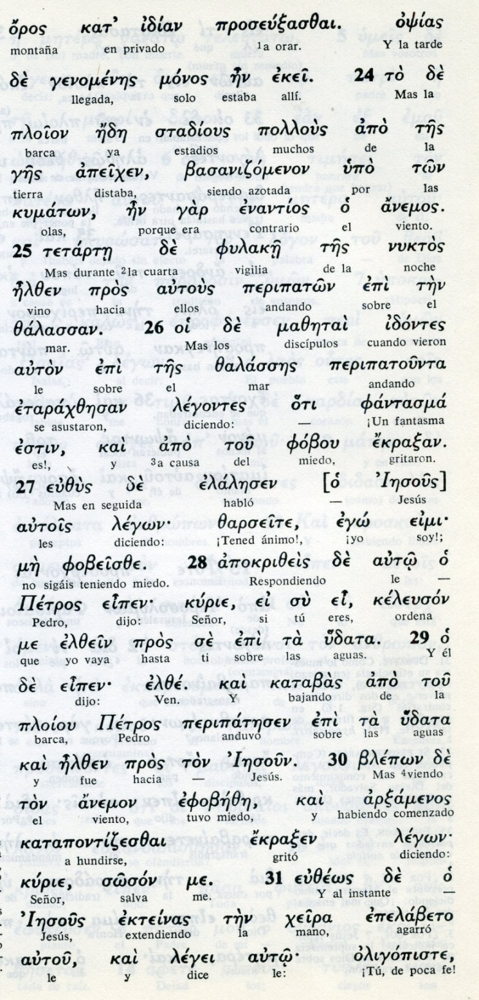 ὄρος κατ' ἰδίαν προσεύξασθαι. ὀψίας
montaña en privado 1a orar. Y la tarde
δὲ γενομένης μόνος ἦν ἐκεῖ. 24 τὸ δὲ
llegada, solo estaba allí. Mas la
πλοῖον ἤδη σταδίους πολλοὺς ἀπὸ τῆς
barca ya estadios muchos de la
γῆς ἀπεῖχεν, βασανιζόμενον ὑπὸ τῶν
tierra distaba, siendo azotada por las
κυμάτων, ἦν γὰρ ἐναντίος ὁ ἄνεμος.
olas, porque era contrario el viento.
25 τετάρτῃ δὲ φυλακῇ τῆς νυκτὸς
Mas durante 2la cuarta vigilia de la noche
ἦλθεν πρὸς αὐτοὺς περιπατῶν ἐπὶ τὴν
vino hacia ellos andando sobre el
θάλασσαν. 26 οἱ δὲ μαθηταὶ ἰδόντες
mar. Mas los discípulos cuando vieron
αὐτὸν ἐπὶ τῆς θαλάσσης περιπατοῦντα
le sobre el mar andando
ἐταράχθησαν λέγοντες ὅτι φάντασμά
se asustaron, diciendo: — ¡Un fantasma
ἐστιν, καὶ ἀπὸ τοῦ φόβου ἔκραξαν.
es!, y 3a causa del miedo, gritaron.
27 εὐθὺς δὲ ἐλάλησεν [ὁ Ἰησοῦς]
Mas en seguida habló — Jesús
αὐτοῖς λέγων· θαρσεῖτε, ἐγώ εἰμι·
les diciendo: ¡Tened ánimo!, ¡yo soy!;
μὴ φοβεῖσθε. 28 ἀποκριθεὶς δὲ αὐτῷ ὁ
no sigáis teniendo miedo. Respondiendo le —
Πέτρος εἶπεν· κύριε, εἰ σὺ εἶ, κέλευσόν
Pedro, dijo: Señor, si tú eres, ordena
με ἐλθεῖν πρὸς σὲ ἐπὶ τὰ ὕδατα. 29 ὁ
que yo vaya hasta ti sobre las aguas. Y él
δὲ εἶπεν· ἐλθέ. καὶ καταβὰς ἀπὸ τοῦ
dijo: Ven. Y bajando de la
πλοίου Πέτρος περιπάτησεν ἐπὶ τὰ ὕδατα
barca, Pedro anduvo sobre las aguas
καὶ ἦλθεν πρὸς τὸν Ἰησοῦν. 30 βλέπων δὲ
y fue hacia — Jesús. Mas 4viendo
τὸν ἄνεμον ἐφοβήθη, καὶ ἀρξάμενος
el viento, tuvo miedo, y habiendo comenzado
καταποντίζεσθαι ἔκραξεν λέγων·
a hundirse, gritó diciendo:
κύριε, σῶσόν με. 31 εὐθέως δὲ ὁ
Señor, salva me. Y al instante —
Ἰησοῦς ἐκτείνας τὴν χεῖρα ἐπελάβετο
Jesús, extendiendo la mano, agarró
αὐτοῦ, καὶ λέγει αὐτῷ· ὀλιγόπιστε,
le y dice le: ¡Tú, de poca fe!